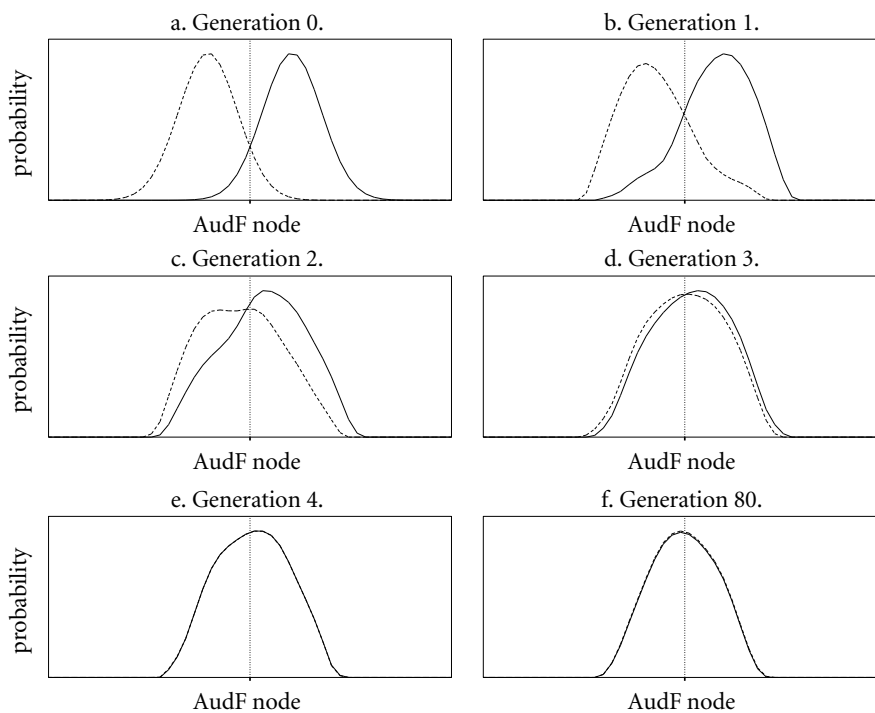 a. Generation 0.
b. Generation 1.
probability
AudF node
AudF node
c. Generation 2.
d. Generation 3.
probability
AudF node
AudF node
e. Generation 4.
f. Generation 80.
probability
AudF node
AudF node